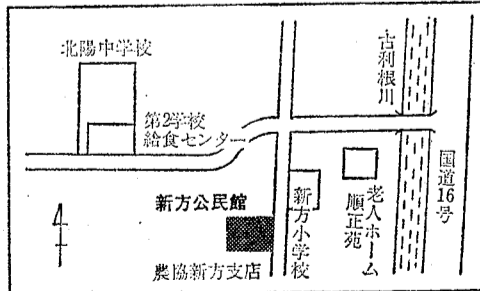 北陽中学校
第2学校
給食センター
古利根川
国道16号
新方公民館
新方小学校
老人ホーム
順正苑
農協新方支店